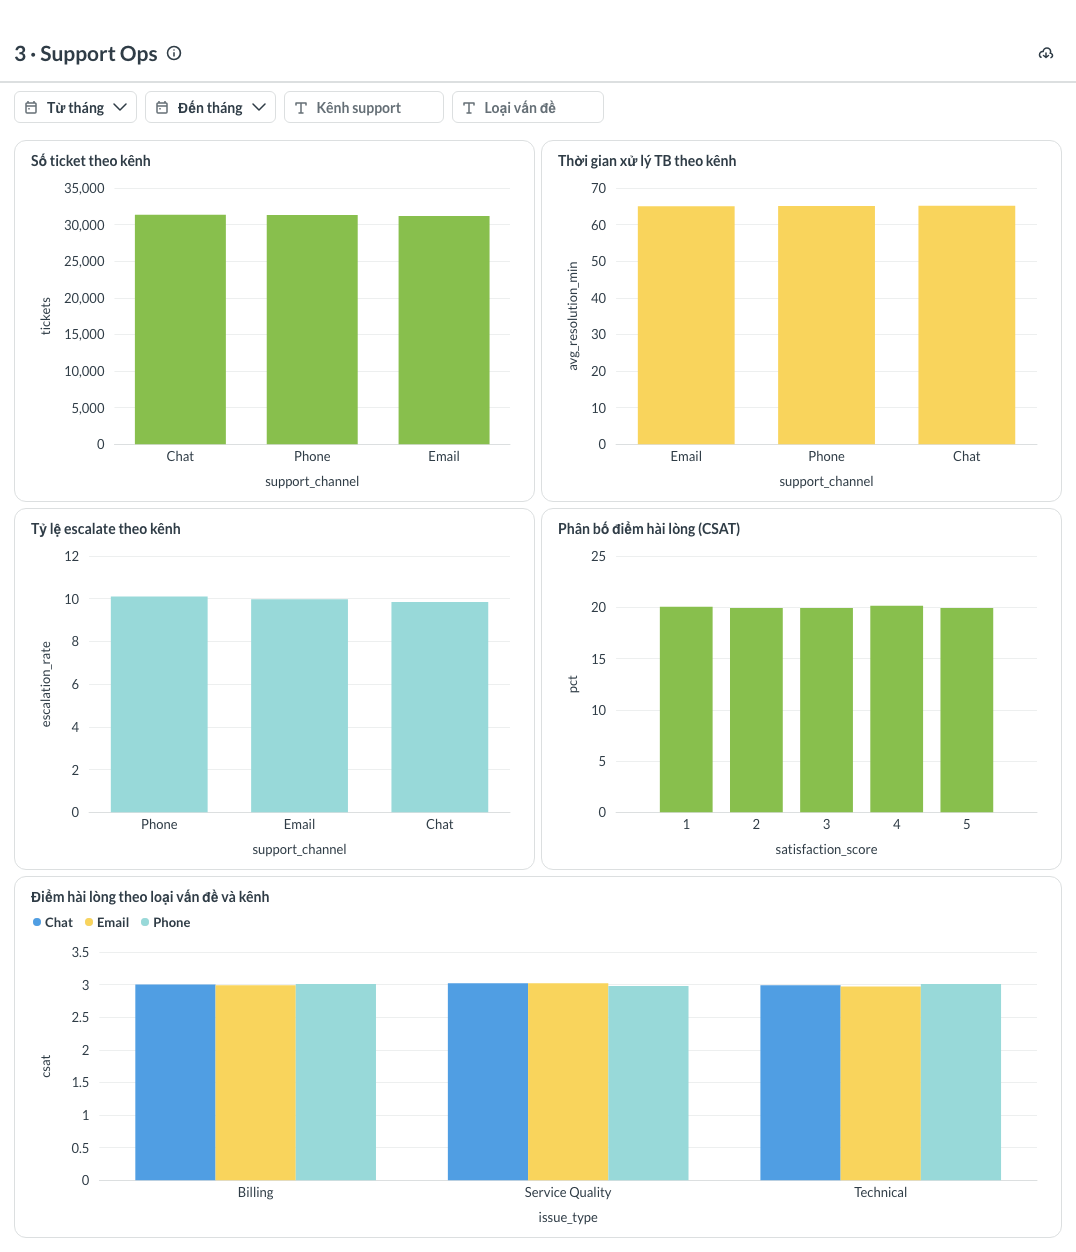 3 · Support Ops
Từ tháng
Đến tháng
Kênh support
Loại vấn đề
Số ticket theo kênh
35,000
30,000
25,000
20,000
15,000
10,000
5,000
0
tickets
Chat
Phone
Email
support_channel
Thời gian xử lý TB theo kênh
70
60
50
40
30
20
10
0
avg_resolution_min
Email
Phone
Chat
support_channel
Tỷ lệ escalate theo kênh
12
10
8
6
4
2
0
escalation_rate
Phone
Email
Chat
support_channel
Phân bố điểm hài lòng (CSAT)
25
20
15
10
5
0
pct
1
2
3
4
5
satisfaction_score
Điểm hài lòng theo loại vấn đề và kênh
Chat
Email
Phone
3.5
3
2.5
2
1.5
1
0.5
0
csat
Billing
Service Quality
Technical
issue_type